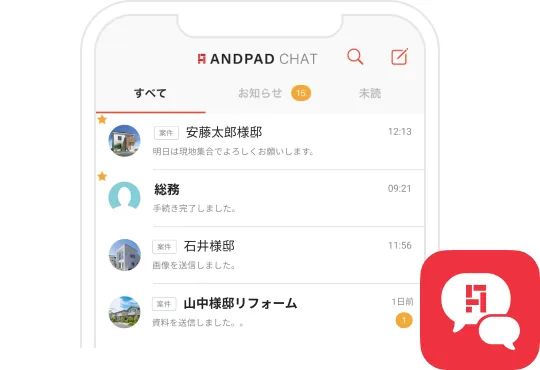 ANDPAD CHAT
すべて お知らせ 15 未読
案件 安藤太郎様邸 12:13
明日は現地集合でよろしくお願いします。
総務 09:21
手続き完了しました。
案件 石井様邸 11:56
画像を送信しました。
案件 山中様邸リフォーム 1日前
資料を送信しました。。 1